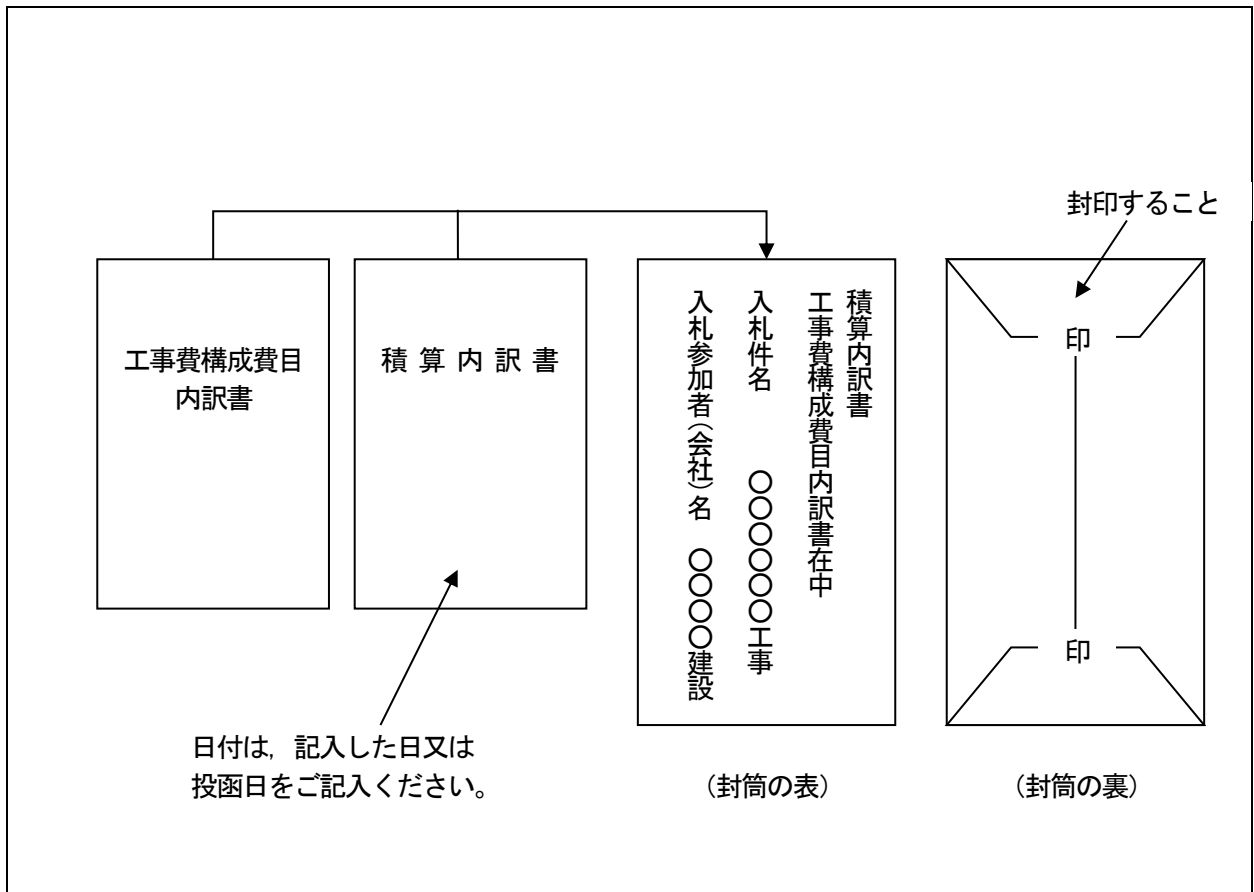 封印すること
工事費構成費目
内訳書
積算内訳書
積算内訳書
工事費構成費目内訳書在中
入札件名 〇〇〇〇〇〇工事
入札参加者(会社)名 〇〇〇〇建設
印
印
日付は，記入した日又は
投函日をご記入ください。
（封筒の表）
（封筒の裏）